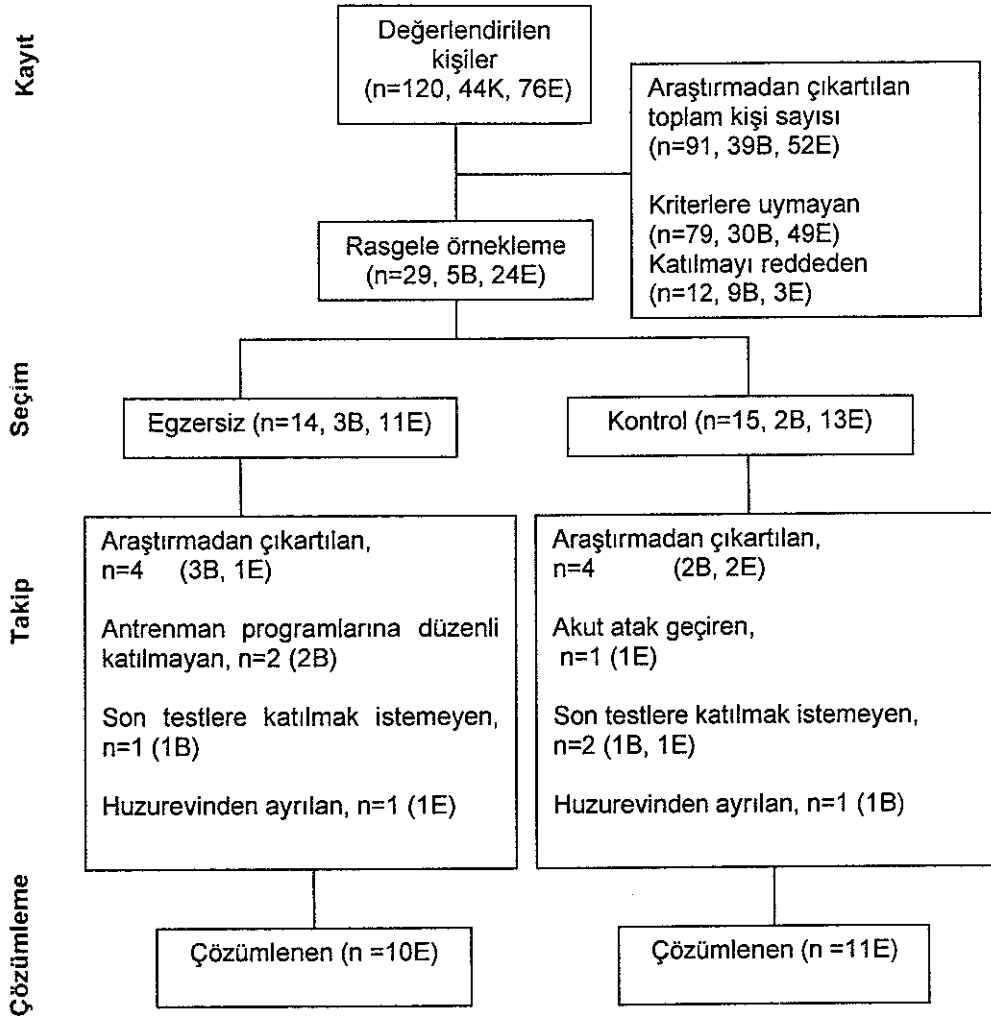 Kayıt
Değerlendirilen
kişiler
(n=120, 44K, 76E)
Araştırmadan çıkartılan
toplam kişi sayısı
(n=91, 39B, 52E)
Kriterlere uymayan
(n=79, 30B, 49E)
Katılmayı reddeden
(n=12, 9B, 3E)
Rasgele örnekleme
(n=29, 5B, 24E)
Seçim
Egzersiz (n=14, 3B, 11E)
Kontrol (n=15, 2B, 13E)
Takip
Araştırmadan çıkartılan,
n=4 (3B, 1E)
Antrenman programlarına düzenli
katılmayan, n=2 (2B)
Son testlere katılmak istemeyen,
n=1 (1B)
Huzurevinden ayrılan, n=1 (1E)
Araştırmadan çıkartılan,
n=4 (2B, 2E)
Akut atak geçiren,
n=1 (1E)
Son testlere katılmak istemeyen,
n=2 (1B, 1E)
Huzurevinden ayrılan, n=1 (1B)
Çözümleme
Çözümlenen (n =10E)
Çözümlenen (n =11E)